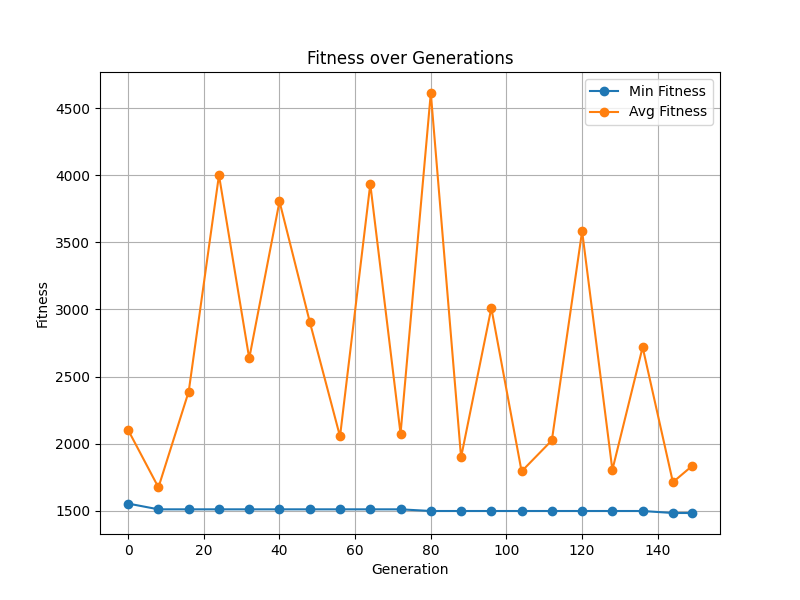 Fitness over Generations
Min Fitness
Avg Fitness
4500
4000
3500
3000
2500
2000
1500
Fitness
0 20 40 60 80 100 120 140
Generation